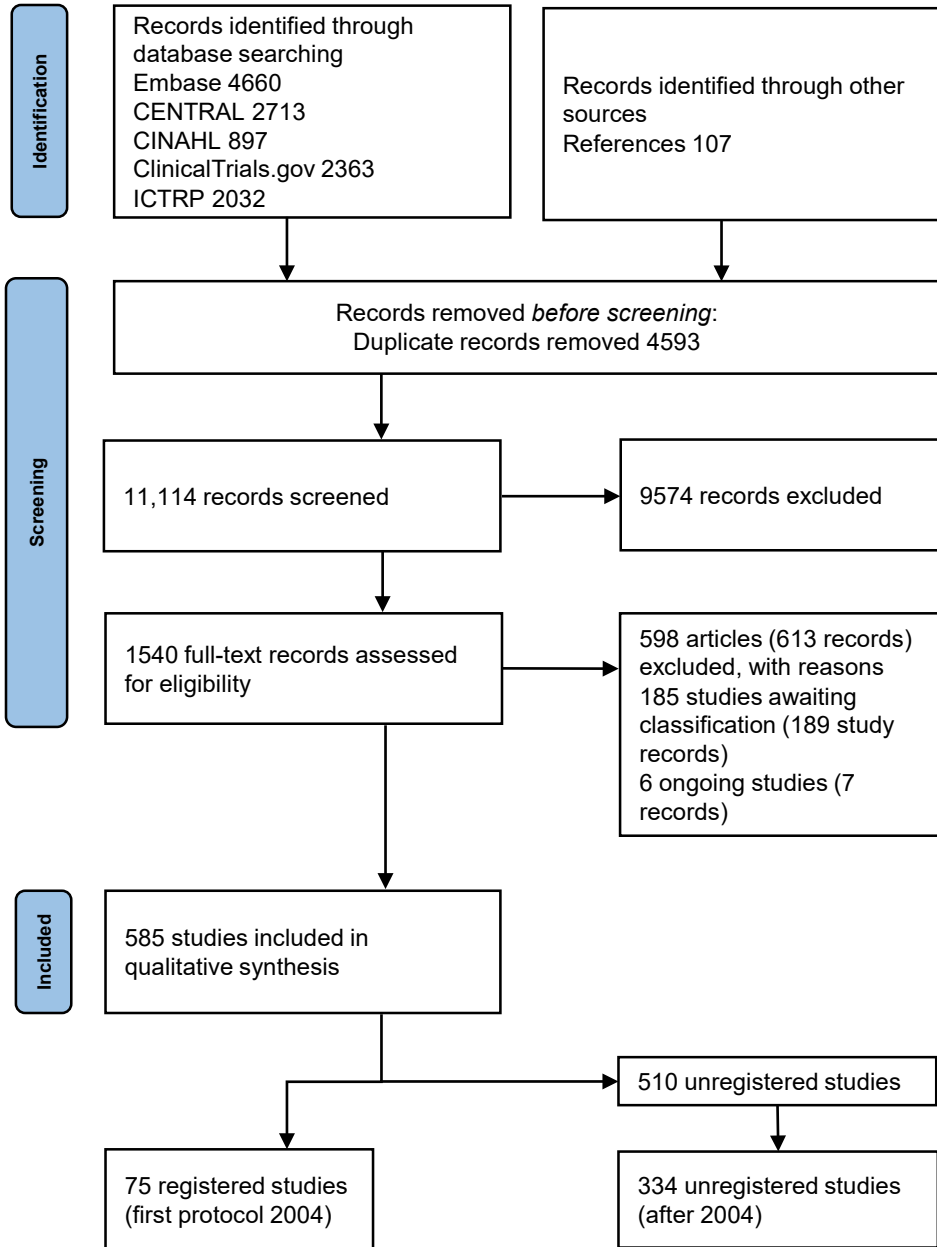 Identification
Records identified through
database searching
Embase 4660
CENTRAL 2713
CINAHL 897
ClinicalTrials.gov 2363
ICTRP 2032
Records identified through other
sources
References 107
Screening
Records removed before screening:
Duplicate records removed 4593
11,114 records screened
9574 records excluded
1540 full-text records assessed
for eligibility
598 articles (613 records)
excluded, with reasons
185 studies awaiting
classification (189 study
records)
6 ongoing studies (7
records)
Included
585 studies included in
qualitative synthesis
510 unregistered studies
75 registered studies
(first protocol 2004)
334 unregistered studies
(after 2004)